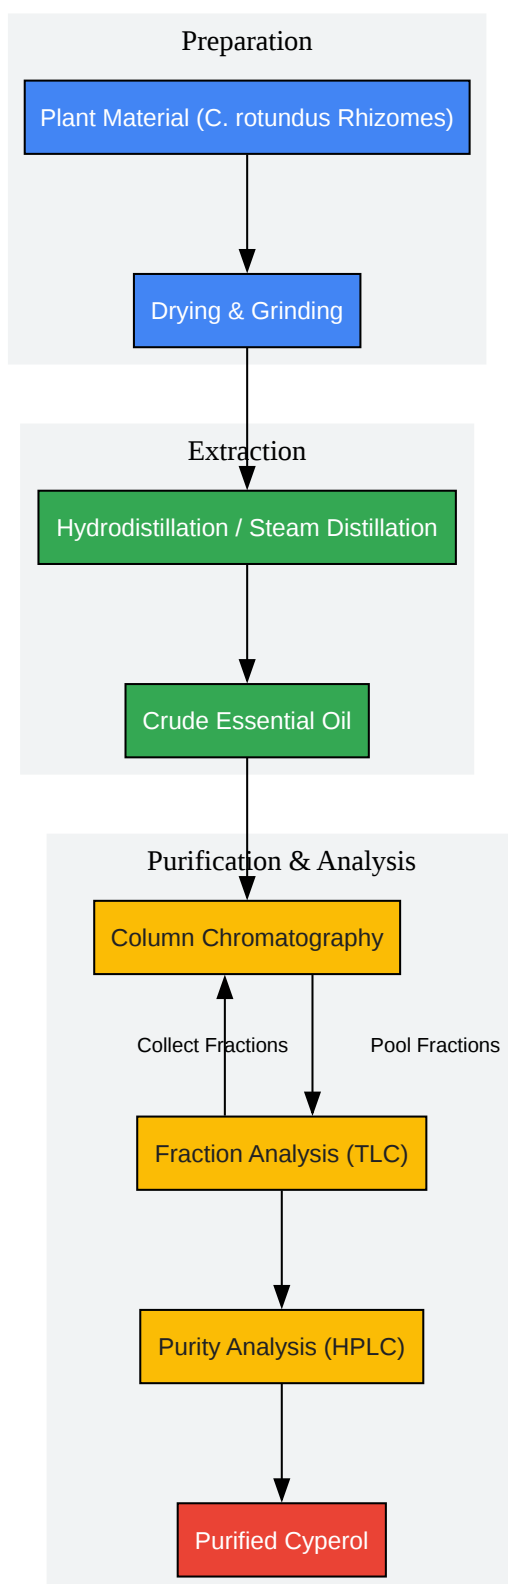 Preparation
Plant Material (C. rotundus Rhizomes)
Drying & Grinding
Extraction
Hydrodistillation / Steam Distillation
Crude Essential Oil
Purification & Analysis
Column Chromatography
Collect Fractions
Pool Fractions
Fraction Analysis (TLC)
Purity Analysis (HPLC)
Purified Cyperol